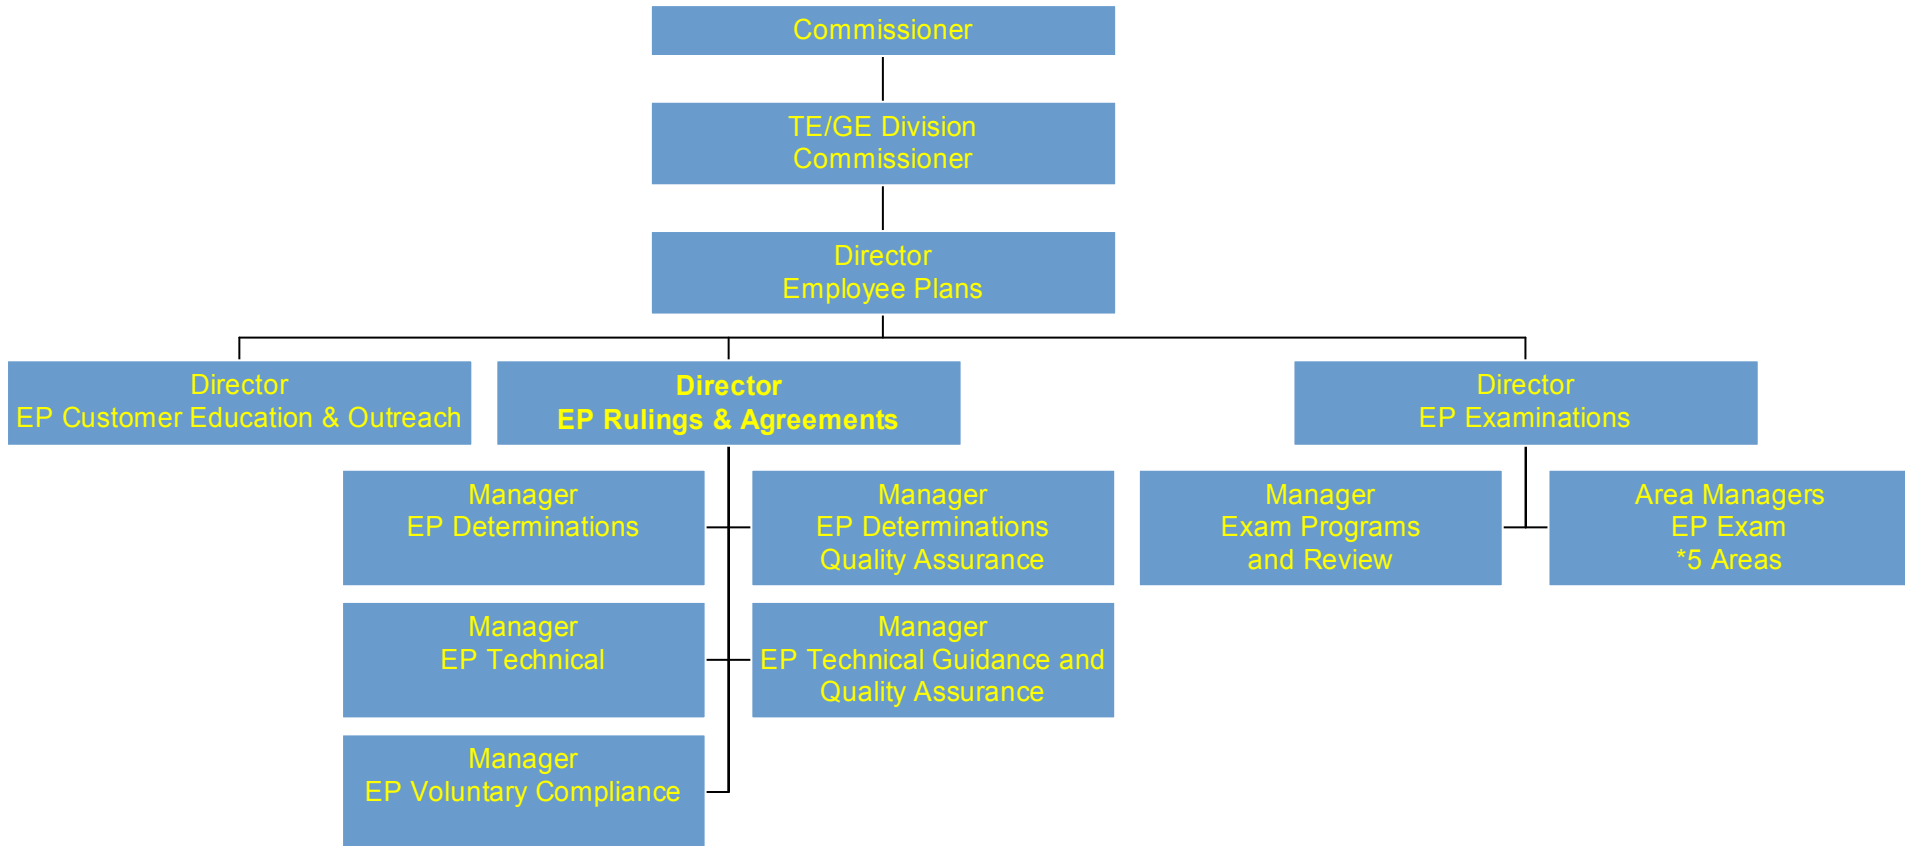 Commissioner
TE/GE Division
Commissioner
Director
Employee Plans
Director
EP Customer Education & Outreach
Director
EP Rulings & Agreements
Director
EP Examinations
Manager
EP Determinations
Manager
EP Determinations
Quality Assurance
Manager
Exam Programs
and Review
Area Managers
EP Exam
*5 Areas
Manager
EP Technical
Manager
EP Technical Guidance and
Quality Assurance
Manager
EP Voluntary Compliance